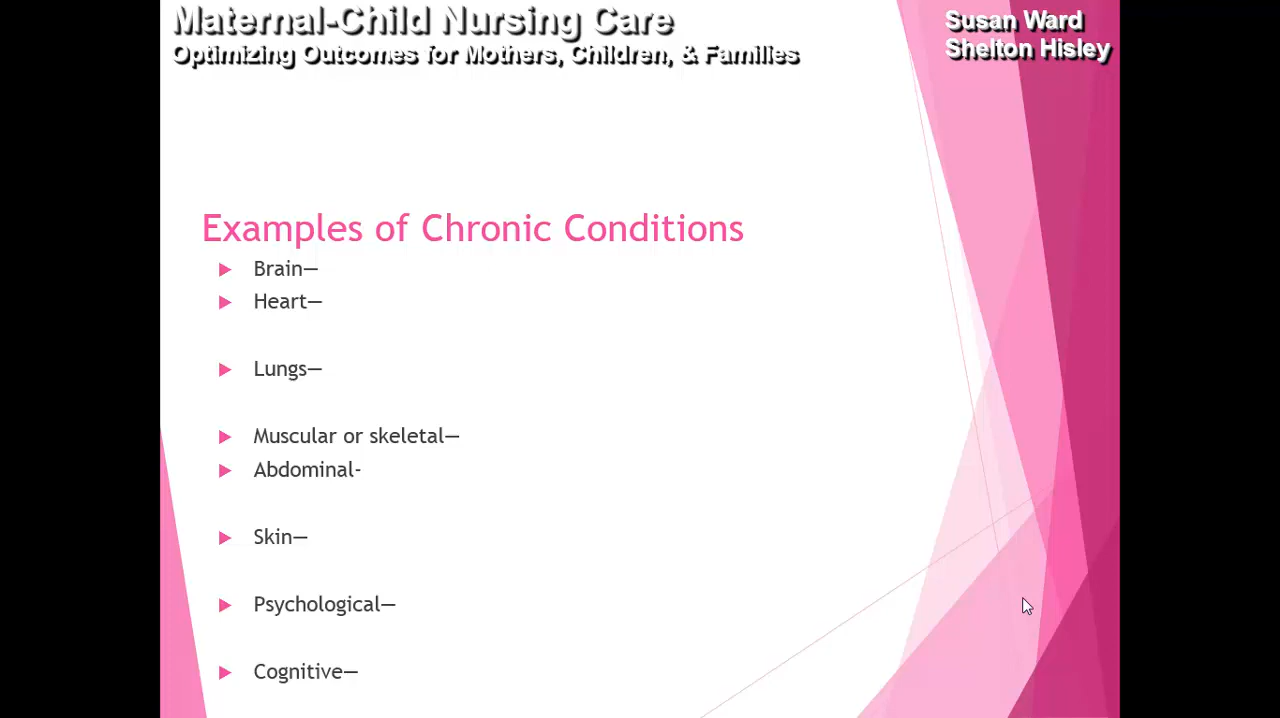 Maternal-Child Nursing Care
Optimizing Outcomes for Mothers, Children, & Families
Susan Ward
Shelton Hisley
Examples of Chronic Conditions
Brain—
Heart—
Lungs—
Muscular or skeletal—
Abdominal-
Skin—
Psychological—
Cognitive—